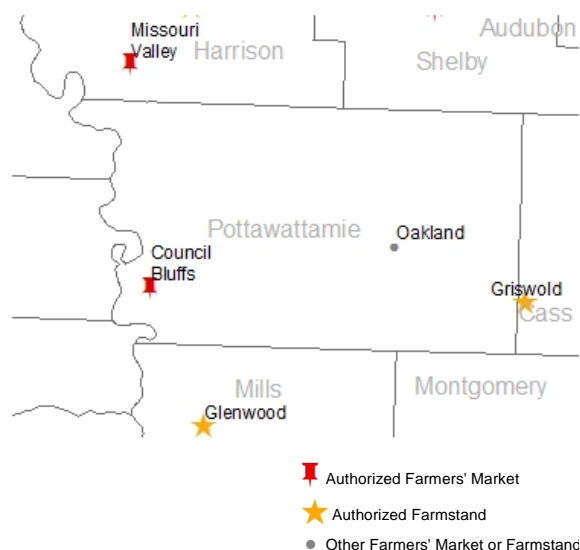 Missouri
Valley
Harrison
Audubon
Shelby
Pottawattamie
Oakland
Council
Bluffs
Griswold
Cass
Mills
Montgomery
Glenwood
Authorized Farmers' Market
Authorized Farmstand
Other Farmers' Market or Farmstand